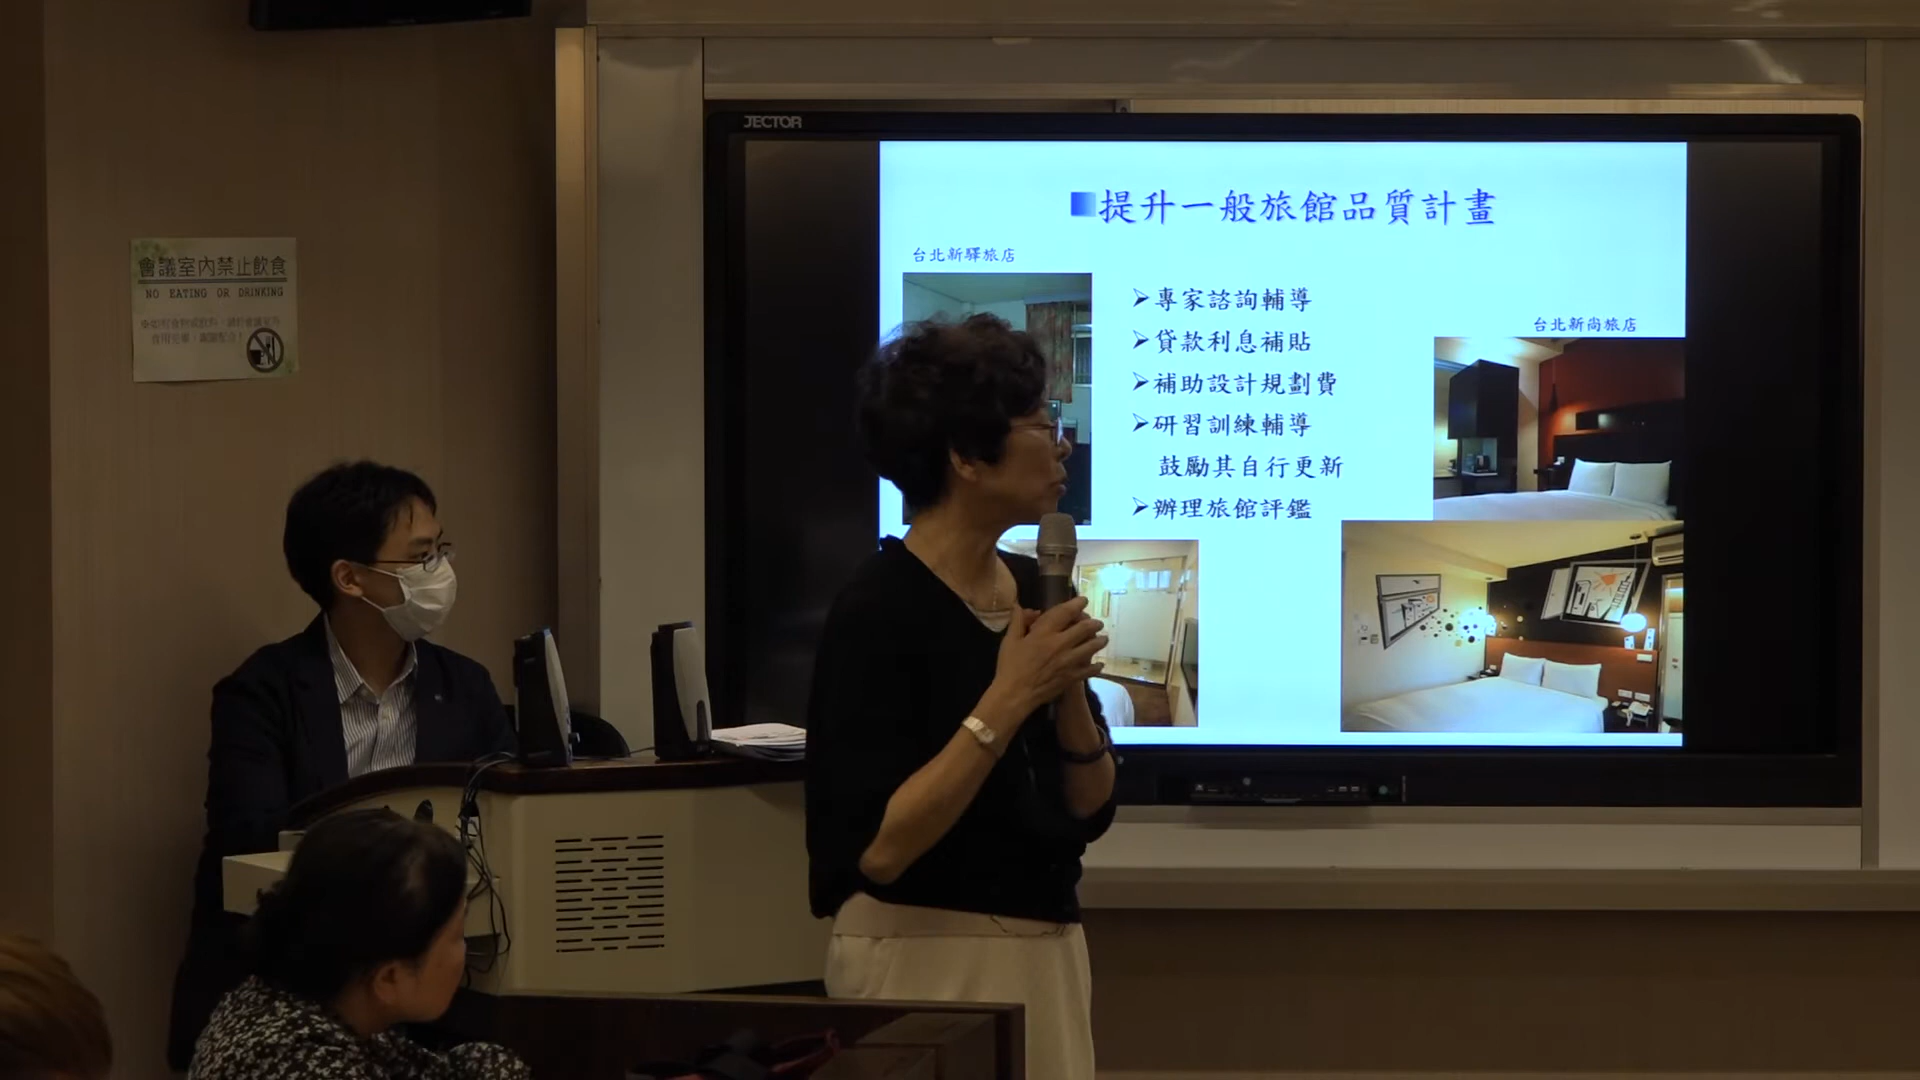 JECTOR
提升一般旅館品質計畫
台北新驛旅店
專家諮詢輔導
貸款利息補貼
補助設計規劃費
研習訓練輔導
鼓勵其自行更新
辦理旅館評鑑
台北新尚旅店
會議室內禁止飲食
NO EATING OR DRINKING